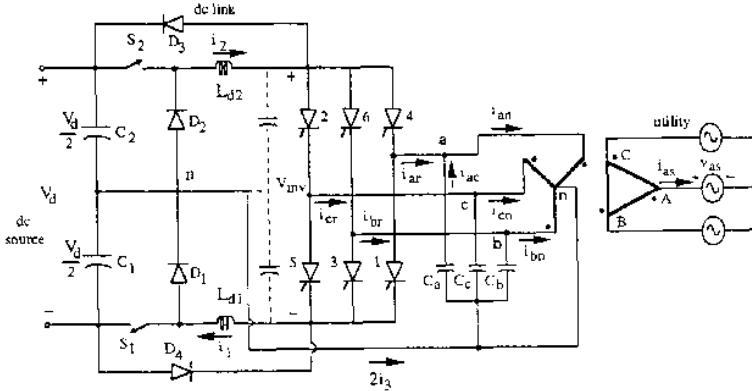 dc link
S2
D3
i2
+
Ld2
+
2
6
4
Vd
2
C2
D2
a
ian
utility
iar
iac
C
ias
vas
Vd
n
Vinv
c
n
A
dc
source
icr
ibr
icn
B
Vd
2
C1
D1
5
3
1
b
ibn
Ld1
Ca
Cc
Cb
−
−
S1
i1
D4
2i3